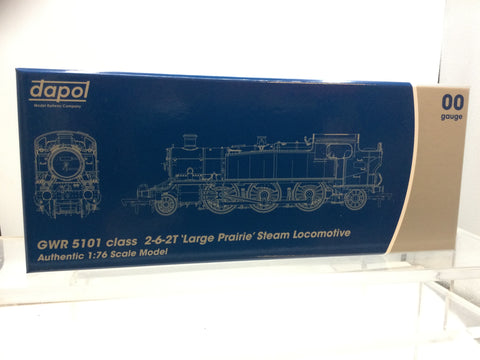 dapol
Model Railway Company
00
gauge
GWR 5101 class 2-6-2T 'Large Prairie' Steam Locomotive
Authentic 1:76 Scale Model